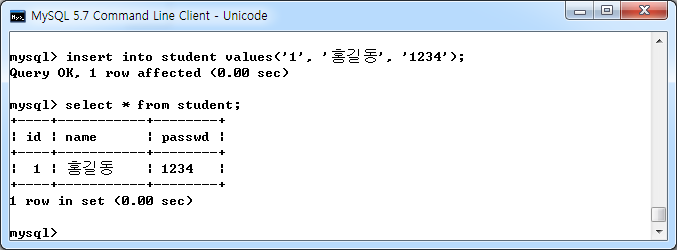 MySQL 5.7 Command Line Client - Unicode
mysql> insert into student values('1', '홍길동', '1234');
Query OK, 1 row affected (0.00 sec)
mysql> select * from student;
+----+-----------+--------+
| id | name      | passwd |
+----+-----------+--------+
|  1 | 홍길동    | 1234   |
+----+-----------+--------+
1 row in set (0.00 sec)
mysql>